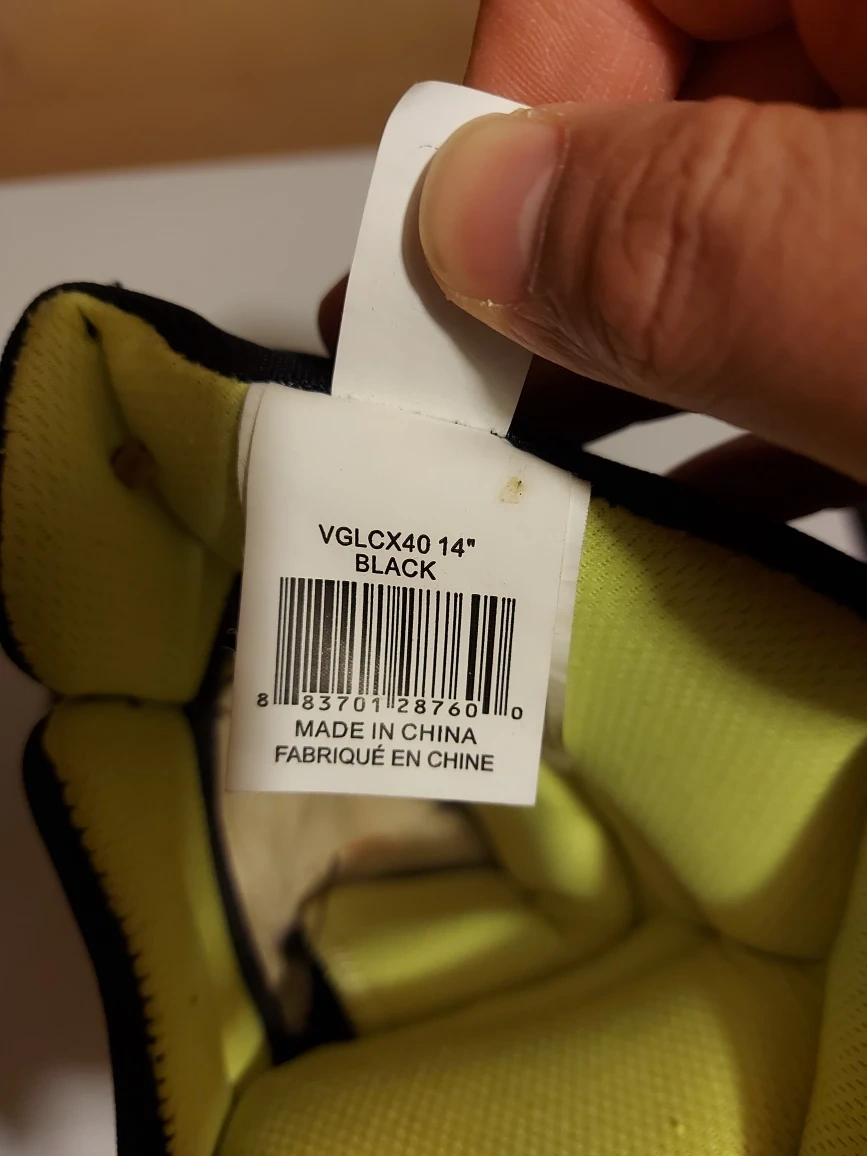 VGLCX40 14"
BLACK
8 83701 28760 0
MADE IN CHINA
FABRIQUÉ EN CHINE